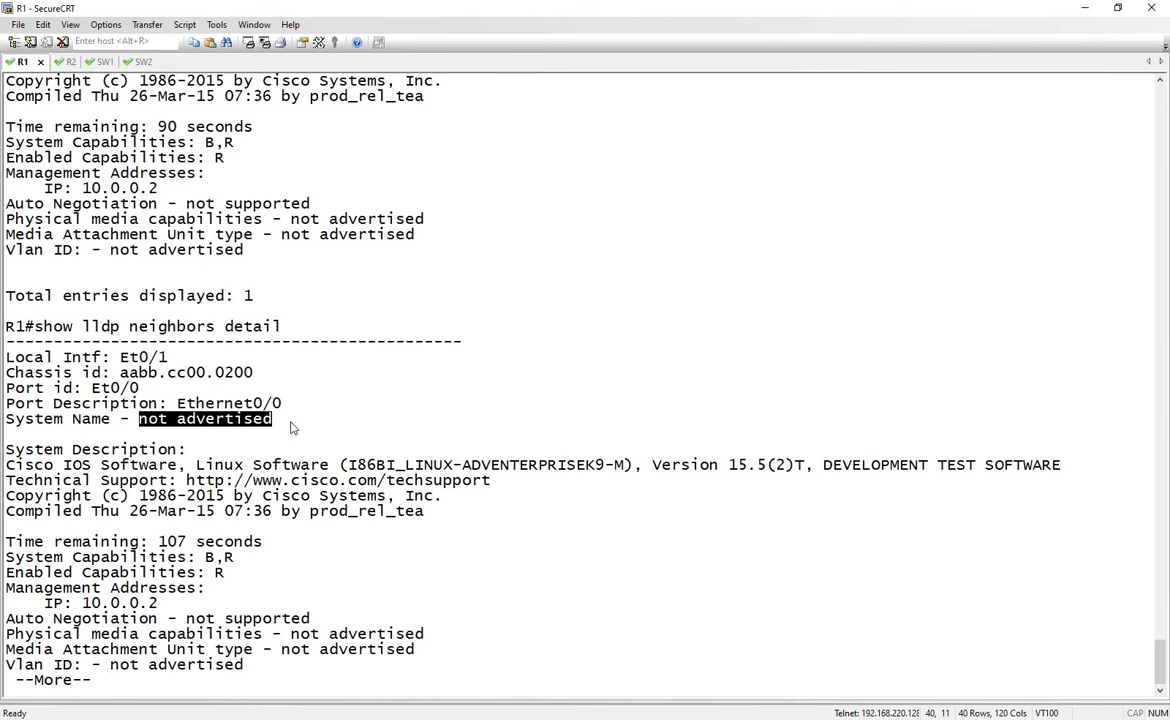 R1 - SecureCRT
File Edit View Options Transfer Script Tools Window Help
Enter host <Alt+R>
R1 R2 SW1 SW2
Copyright (c) 1986-2015 by Cisco Systems, Inc.
Compiled Thu 26-Mar-15 07:36 by prod_rel_tea
Time remaining: 90 seconds
System Capabilities: B,R
Enabled Capabilities: R
Management Addresses:
IP: 10.0.0.2
Auto Negotiation - not supported
Physical media capabilities - not advertised
Media Attachment Unit type - not advertised
Vlan ID: - not advertised
Total entries displayed: 1
R1#show lldp neighbors detail
------------------------------------------------
Local Intf: Et0/1
Chassis id: aabb.cc00.0200
Port id: Et0/0
Port Description: Ethernet0/0
System Name - not advertised
System Description:
Cisco IOS Software, Linux Software (I86BI_LINUX-ADVENTERPRISEK9-M), Version 15.5(2)T, DEVELOPMENT TEST SOFTWARE
Technical Support: http://www.cisco.com/techsupport
Copyright (c) 1986-2015 by Cisco Systems, Inc.
Compiled Thu 26-Mar-15 07:36 by prod_rel_tea
Time remaining: 107 seconds
System Capabilities: B,R
Enabled Capabilities: R
Management Addresses:
IP: 10.0.0.2
Auto Negotiation - not supported
Physical media capabilities - not advertised
Media Attachment Unit type - not advertised
Vlan ID: - not advertised
--More--
Ready Telnet: 192.168.220.128 40, 11 40 Rows, 120 Cols VT100 CAP NUM